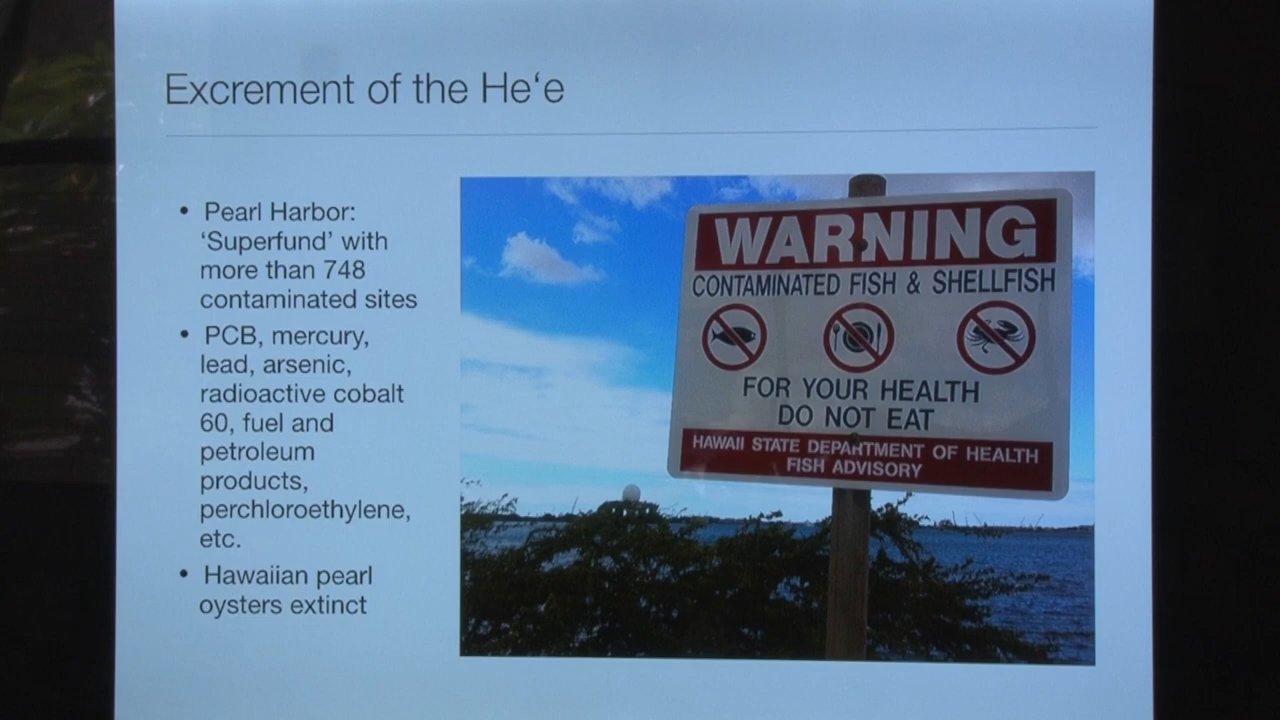 Excrement of the He‘e
• Pearl Harbor:
‘Superfund’ with
more than 748
contaminated sites
• PCB, mercury,
lead, arsenic,
radioactive cobalt
60, fuel and
petroleum
products,
perchloroethylene,
etc.
• Hawaiian pearl
oysters extinct
WARNING
CONTAMINATED FISH & SHELLFISH
FOR YOUR HEALTH
DO NOT EAT
HAWAII STATE DEPARTMENT OF HEALTH
FISH ADVISORY